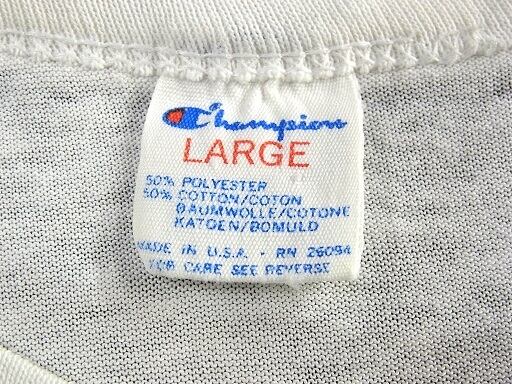 Champion
LARGE
50% POLYESTER
50% COTTON/COTON
BAUMWOLLE/COTONE
KATOEN/BOMULD
MADE IN U.S.A. - RN 26094
FOR CARE SEE REVERSE